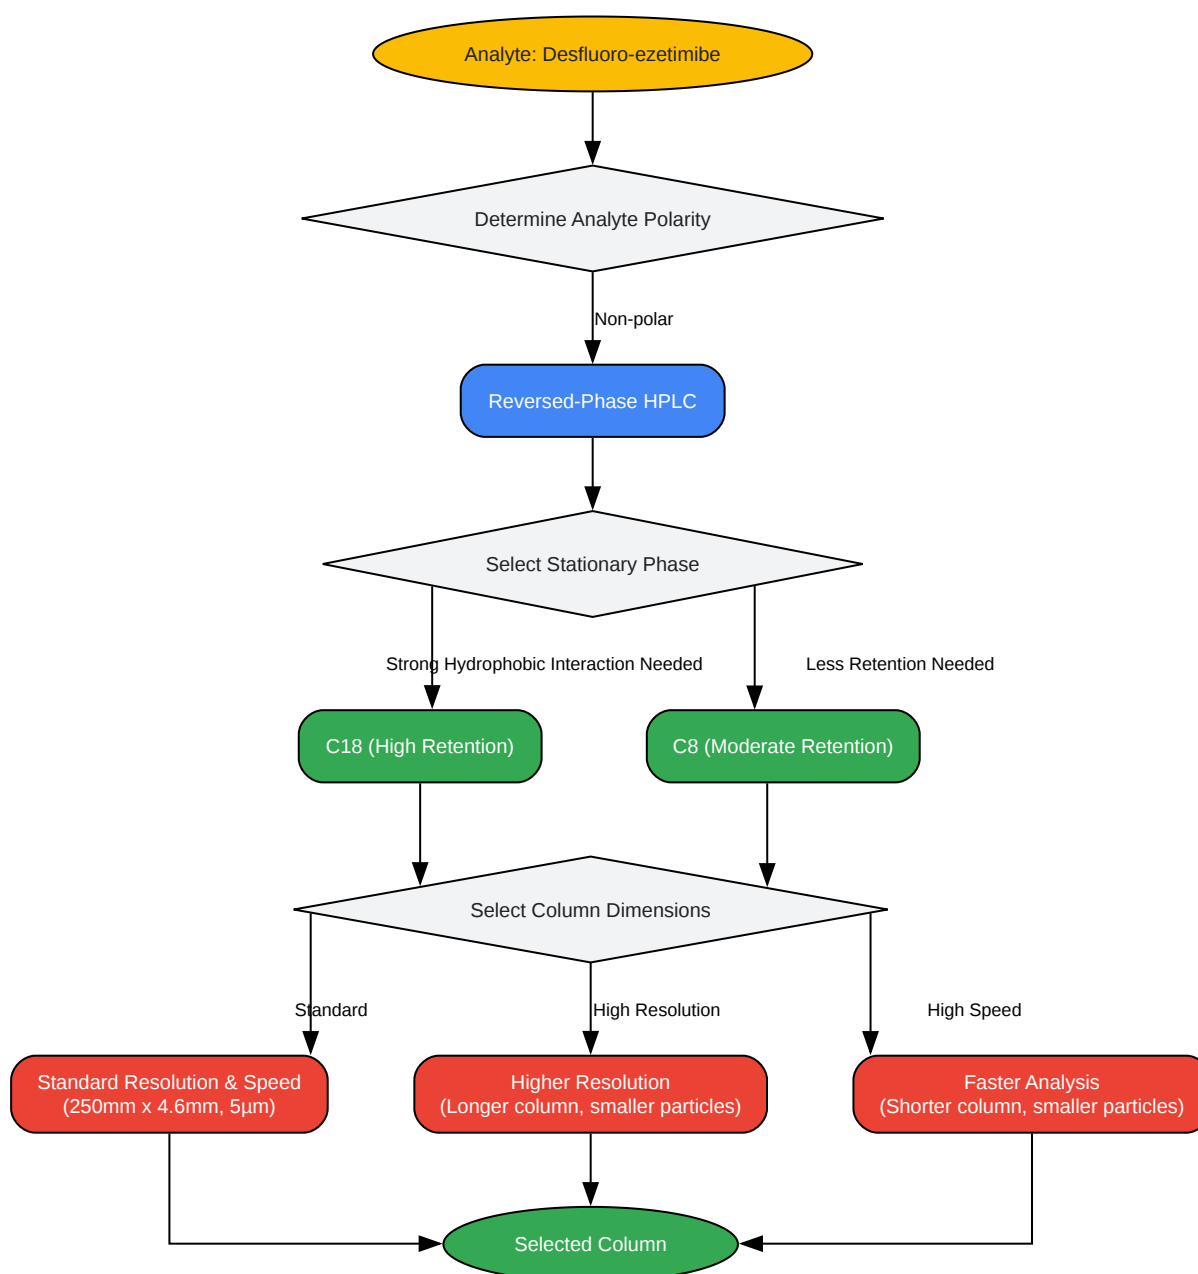 Analyte: Desfluoro-ezetimibe
Determine Analyte Polarity
Non-polar
Reversed-Phase HPLC
Select Stationary Phase
Strong Hydrophobic Interaction Needed
Less Retention Needed
C18 (High Retention)
C8 (Moderate Retention)
Select Column Dimensions
Standard
High Resolution
High Speed
Standard Resolution & Speed
(250mm x 4.6mm, 5µm)
Higher Resolution
(Longer column, smaller particles)
Faster Analysis
(Shorter column, smaller particles)
Selected Column